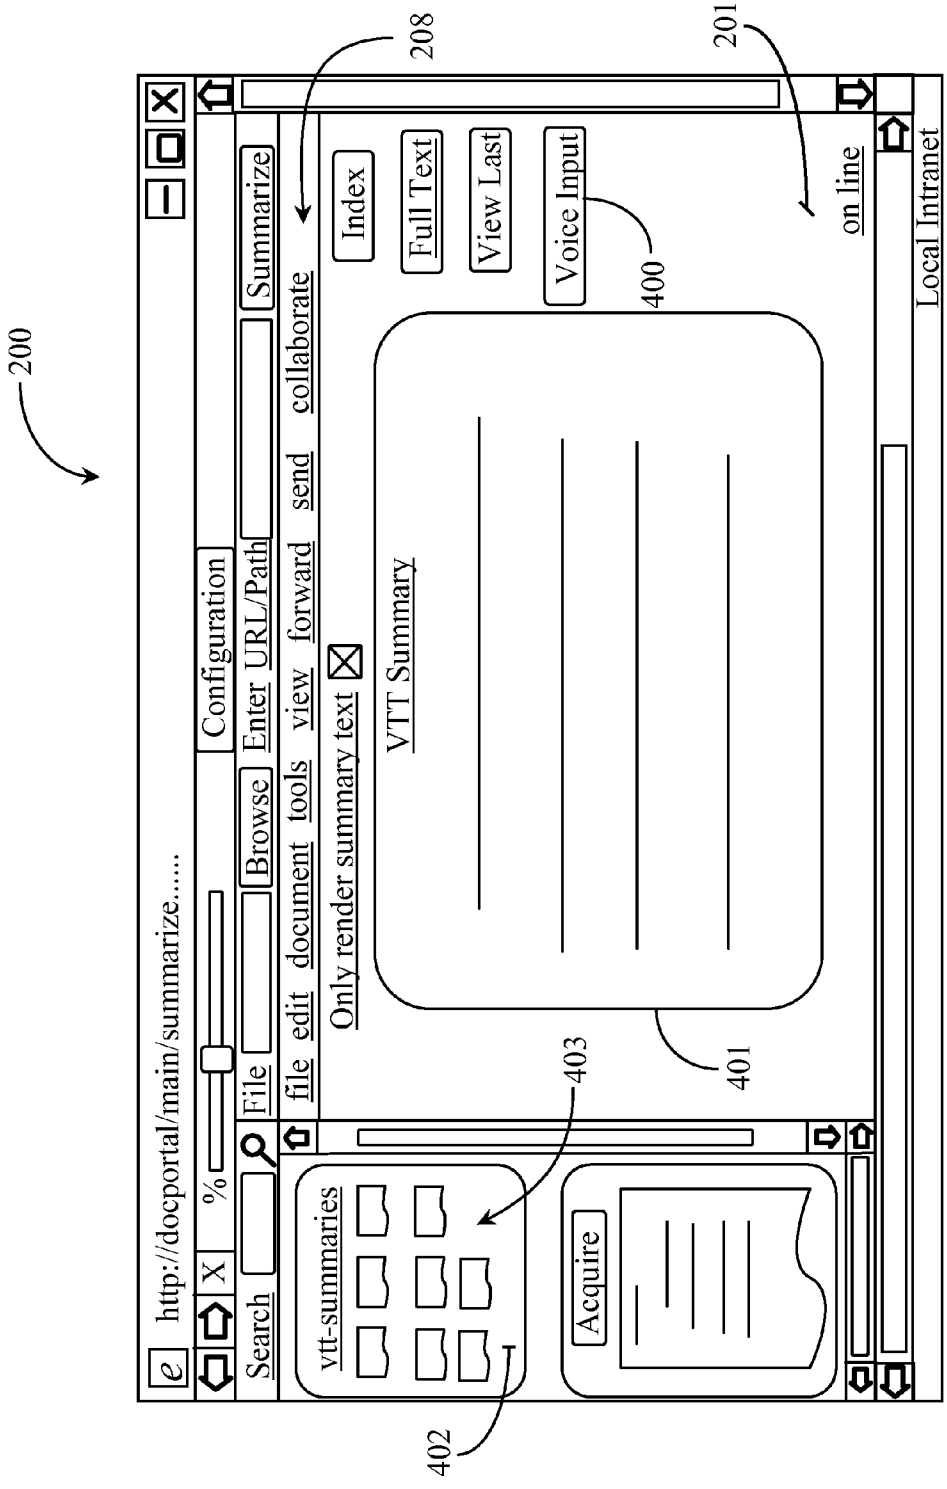 200
e http://docportal/main/summarize......
X % Configuration
Search File Browse Enter URL/Path Summarize
file edit document tools view forward send collaborate
208
vtt-summaries
Only render summary text
Index
VTT Summary
Full Text
View Last
403
402
Voice Input
Acquire
400
401
201
on line
Local Intranet